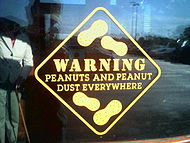 WARNING
PEANUTS AND PEANUT
DUST EVERYWHERE